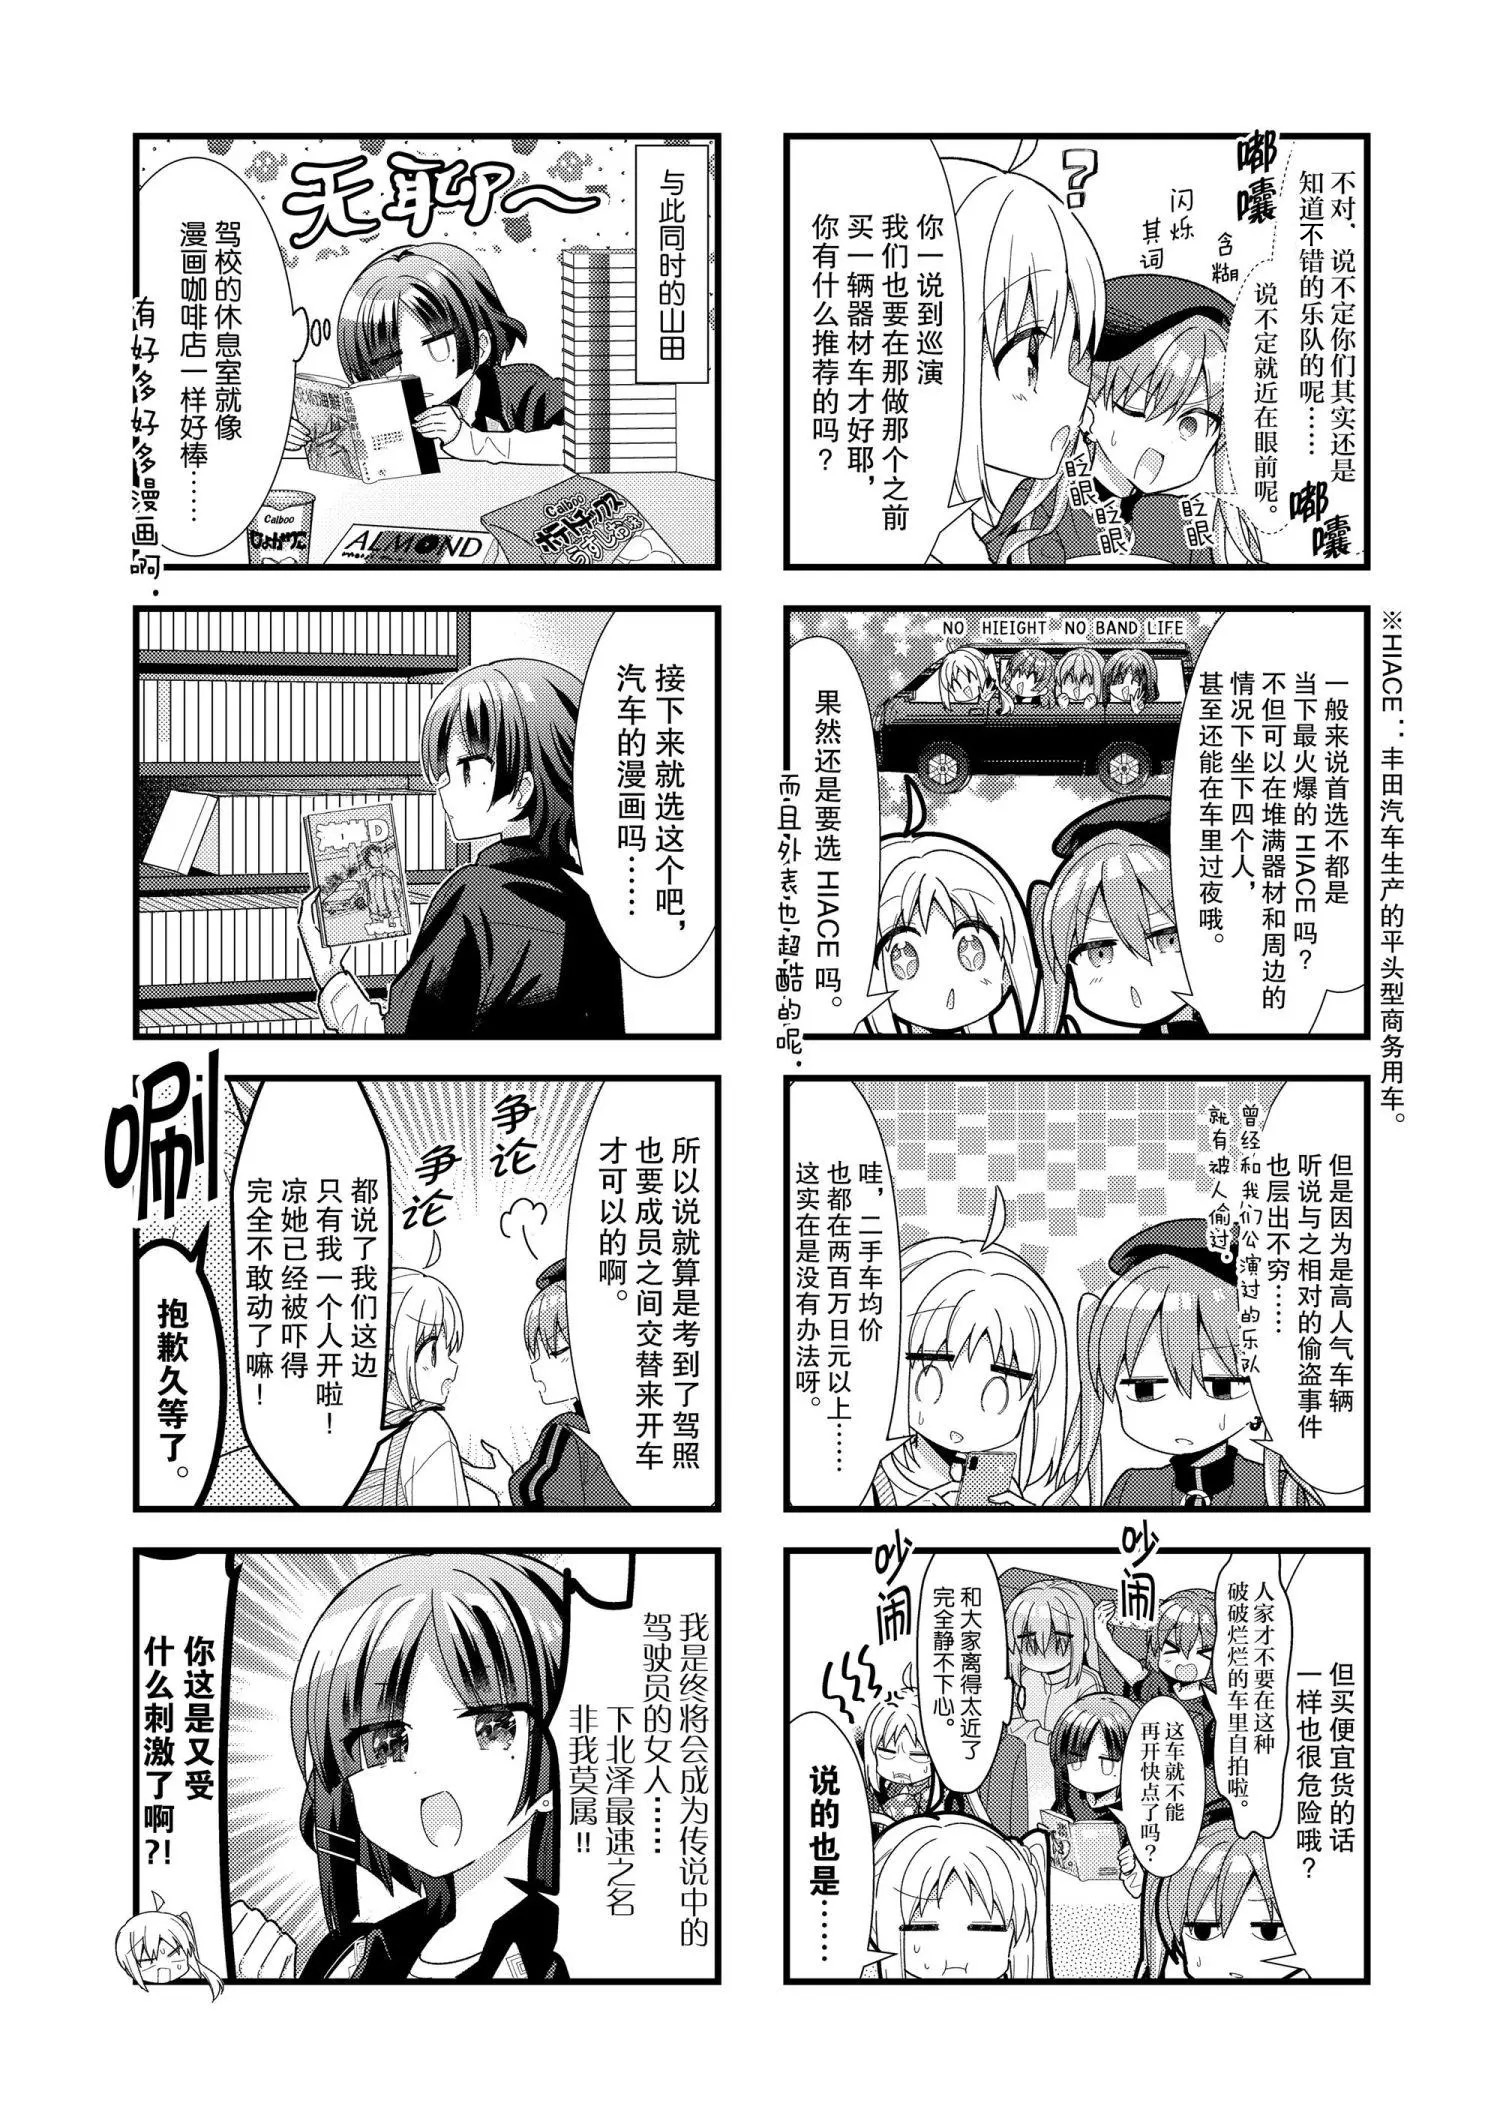 嘟囔
不对，说不定你们其实还是
知道不错的乐队的呢……
说不定就近在眼前呢。
嘟囔
含糊
闪烁
其词
？
眨眼
眨眼
眨眼
你一说到巡演
我们也要在那做那个之前
买一辆器材车才好耶，
你有什么推荐的吗？
※HIACE：丰田汽车生产的平头型商务用车。
NO HIEIGHT NO BAND LIFE
一般来说首选不都是
当下最火爆的 HIACE 吗？
不但可以在堆满器材和周边的
情况下坐下四个人，
甚至还能在车里过夜哦。
果然还是要选 HIACE 吗。
而且外表也超酷的呢．
但是因为是高人气车辆
听说与之相对的偷盗事件
也层出不穷……
曾经和我们公演过的乐队
就有被人偷过。
哇，二手车均价
也都在两百万日元以上……
这实在是没有办法呀。
但买便宜货的话
一样也很危险哦？
吵闹
人家才不要在这种
破破烂烂的车里自拍啦。
这车就不能
再开快点了吗？
和大家离得太近了
完全静不下心。
吵闹
说的也是……
与此同时的山田
无聊～
驾校的休息室就像
漫画咖啡店一样好棒……
有好多好多漫画啊．
Calboo
じょがりこ
ALMOND
Calboo
ポテトチックス
うすしお味
接下来就选这个吧，
汽车的漫画吗……
D
所以说就算是考到了驾照
也要成员之间交替来开车
才可以的啊。
争论
争论
都说了我们这边
只有我一个人开啦！
凉她已经被吓得
完全不敢动了嘛！
唰！
抱歉久等了。
我是终将会成为传说中的
驾驶员的女人……
下北泽最速之名
非我莫属!!
你这是又受
什么刺激了啊?!